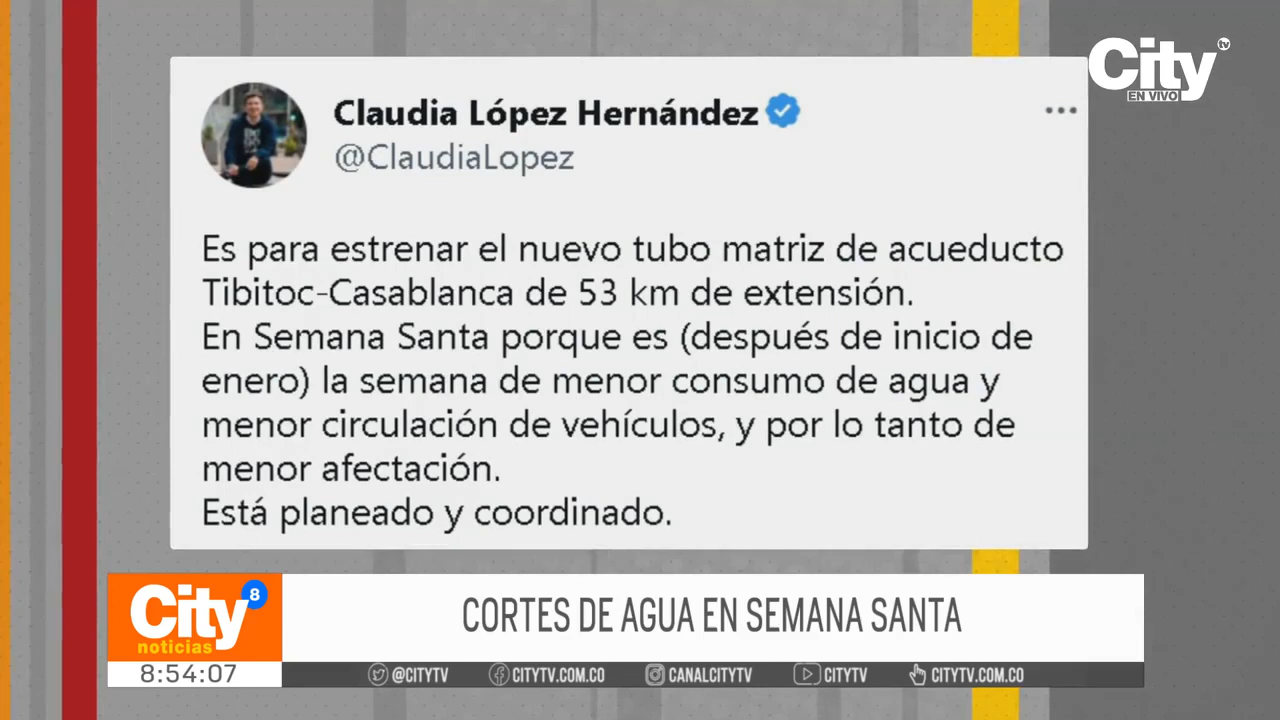 City tv
EN VIVO
Claudia López Hernández
@ClaudiaLopez
Es para estrenar el nuevo tubo matriz de acueducto
Tibitoc-Casablanca de 53 km de extensión.
En Semana Santa porque es (después de inicio de
enero) la semana de menor consumo de agua y
menor circulación de vehículos, y por lo tanto de
menor afectación.
Está planeado y coordinado.
City 8
noticias
CORTES DE AGUA EN SEMANA SANTA
8:54:07
@CITYTV CITYTV.COM.CO CANALCITYTV CITYTV CITYTV.COM.CO